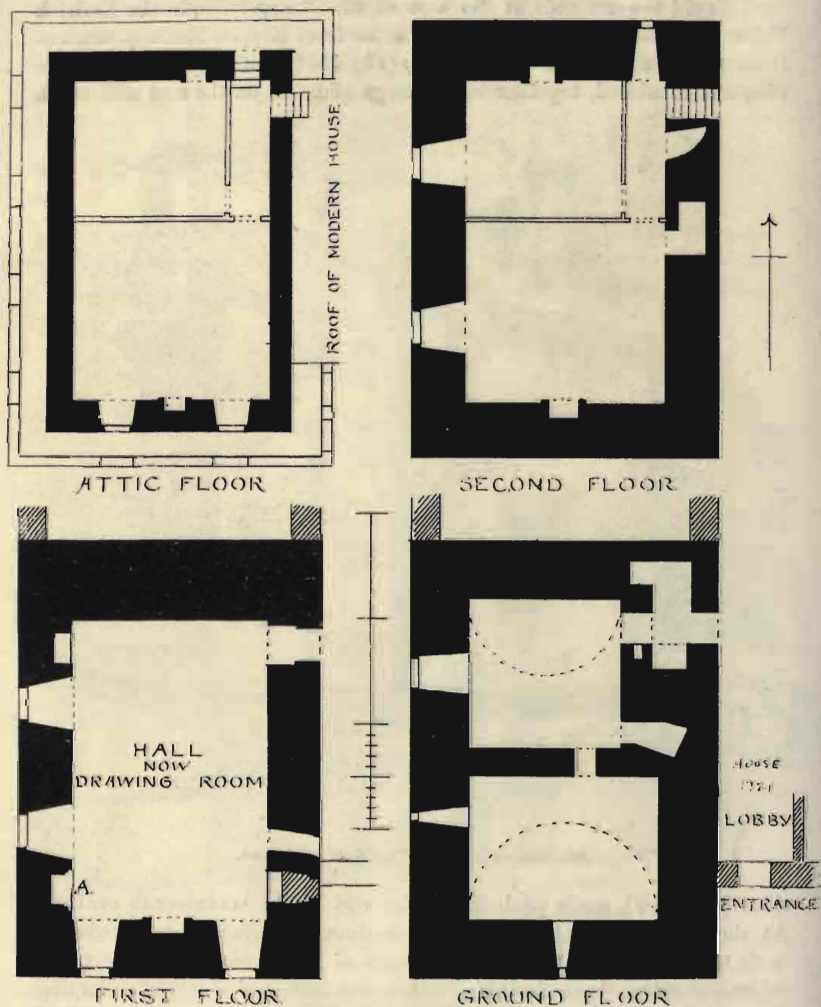 ROOF OF MODERN HOUSE
ATTIC FLOOR
SECOND FLOOR
HALL
NOW
DRAWING ROOM
A.
FIRST FLOOR
HOUSE
1721
LOBBY
ENTRANCE
GROUND FLOOR